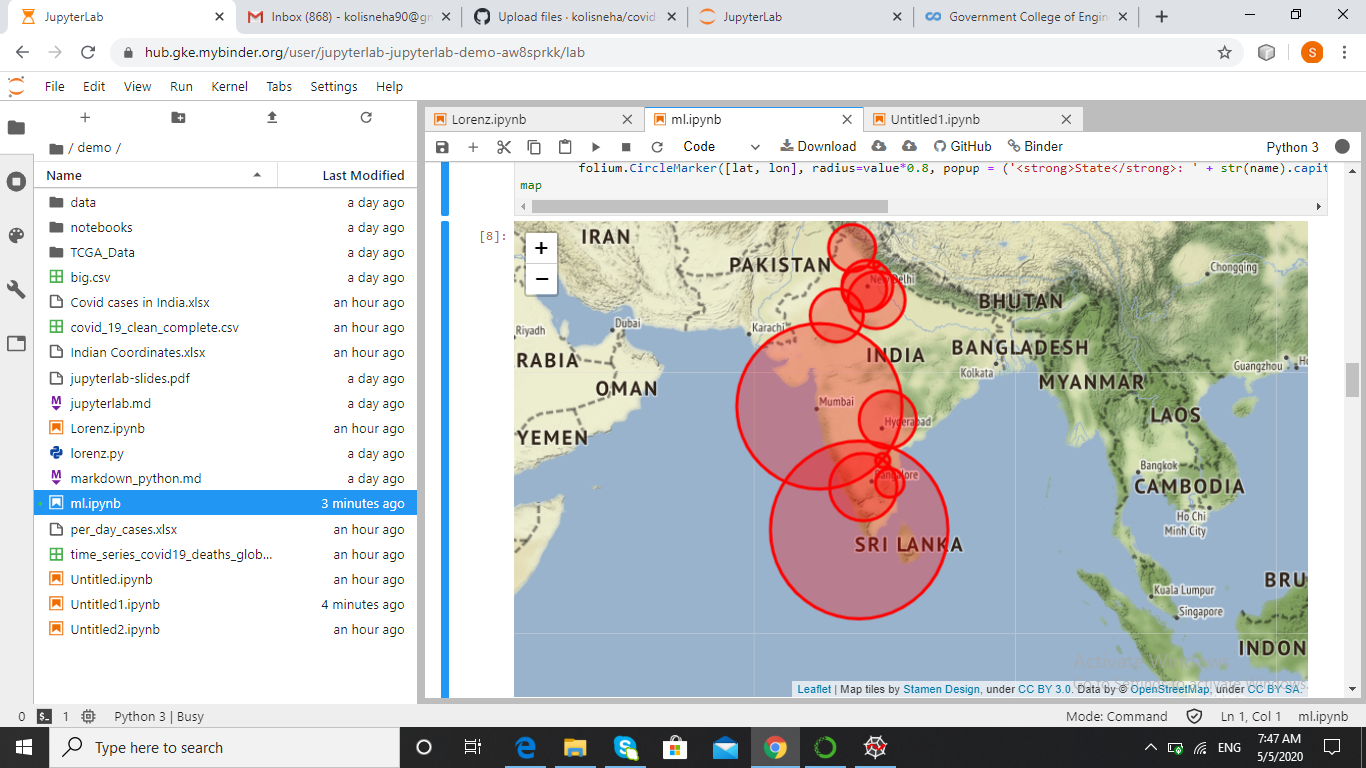 JupyterLab
Inbox (868) - kolisneha90@gr
Upload files · kolisneha/covid
JupyterLab
Government College of Engin
hub.gke.mybinder.org/user/jupyterlab-jupyterlab-demo-aw8sprkk/lab
S
File Edit View Run Kernel Tabs Settings Help
/ demo /
Name Last Modified
data a day ago
notebooks a day ago
TCGA_Data a day ago
big.csv a day ago
Covid cases in India.xlsx an hour ago
covid_19_clean_complete.csv an hour ago
Indian Coordinates.xlsx an hour ago
jupyterlab-slides.pdf a day ago
jupyterlab.md a day ago
Lorenz.ipynb an hour ago
lorenz.py a day ago
markdown_python.md a day ago
ml.ipynb 3 minutes ago
per_day_cases.xlsx an hour ago
time_series_covid19_deaths_glob... an hour ago
Untitled.ipynb an hour ago
Untitled1.ipynb 4 minutes ago
Untitled2.ipynb an hour ago
Lorenz.ipynb
ml.ipynb
Untitled1.ipynb
Code Download GitHub Binder Python 3
folium.CircleMarker([lat, lon], radius=value*0.8, popup = ('<strong>State</strong>: ' + str(name).capit
map
[8]:
+
−
IRAN
PAKISTAN
New Delhi
Chongqing
BHUTAN
Riyadh
Dubai
Karachi
INDIA
BANGLADESH
Kolkata
Guangzhou
Ho
RABIA
OMAN
MYANMAR
Mumbai
Hyderabad
LAOS
YEMEN
Bangalore
Bangkok
CAMBODIA
Ho Chi
Minh City
SRI LANKA
BRU
Kuala Lumpur
Singapore
INDON
Activate Windows
Go to Settings to activate Windows.
Leaflet | Map tiles by Stamen Design, under CC BY 3.0. Data by © OpenStreetMap, under CC BY SA.
0 1 Python 3 | Busy
Mode: Command Ln 1, Col 1 ml.ipynb
Type here to search
ENG
7:47 AM
5/5/2020